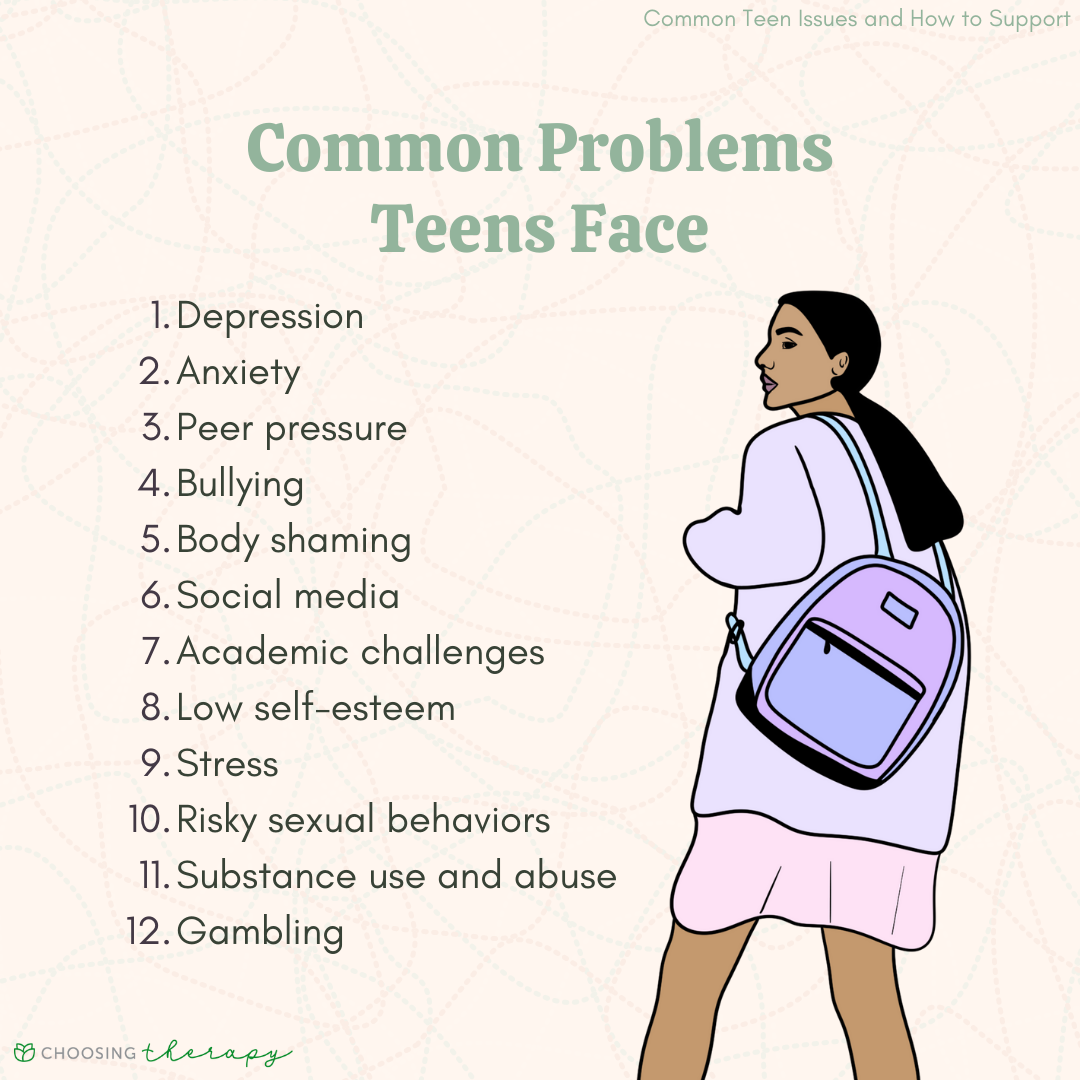 Common Teen Issues and How to Support
Common Problems
Teens Face
1. Depression
2. Anxiety
3. Peer pressure
4. Bullying
5. Body shaming
6. Social media
7. Academic challenges
8. Low self-esteem
9. Stress
10. Risky sexual behaviors
11. Substance use and abuse
12. Gambling
CHOOSING therapy